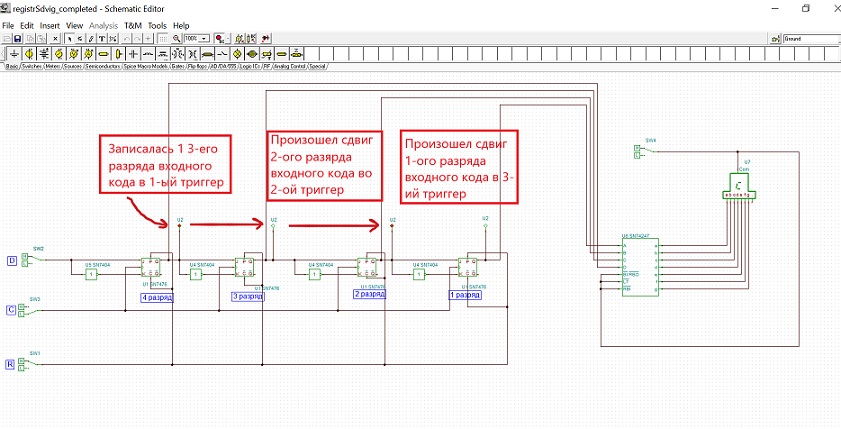 registrSdvig_completed - Schematic Editor
File Edit Insert View Analysis T&M Tools Help
100%
Ground
Basic Switches Meters Sources Semiconductors Spice Macro Models Gates Flip-flops AD/DA/555 Logic ICs RF Analog Control Special
Записалась 1 3-его
разряда входного
кода в 1-ый триггер
Произошел сдвиг
2-ого разярда
входного кода во
2-ой триггер
Произошел сдвиг
1-ого разряда
входного кода в 3-
ий триггер
U2
U2
U2
U2
D
SW2
U5 SN7404
U4 SN7404
U4 SN7404
U4 SN7404
U1 SN7476
U1 SN7476
U1 SN7476
U1 SN7476
4 разряд
3 разряд
2 разряд
1 разряд
C
SW3
R
SW1
U7
Com
a b c d e f g
SN74247
A
B
C
D
BI/RBO
LT
RBI
a
b
c
d
e
f
g